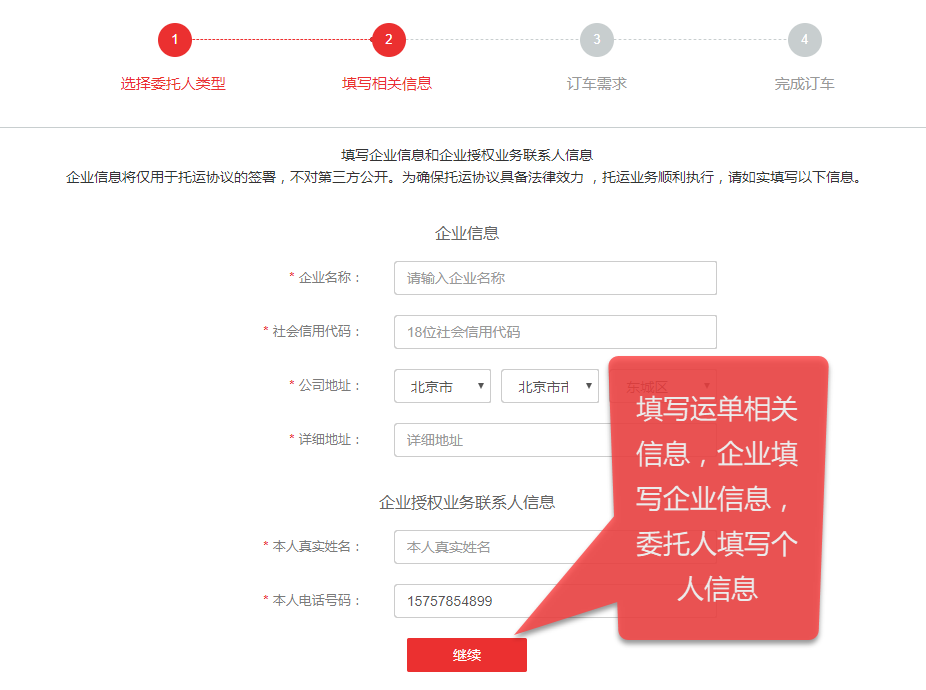 1
2
3
4
选择委托人类型
填写相关信息
订车需求
完成订车
填写企业信息和企业授权业务联系人信息
企业信息将仅用于托运协议的签署，不对第三方公开。为确保托运协议具备法律效力 ，托运业务顺利执行，请如实填写以下信息。
企业信息
* 企业名称：
请输入企业名称
* 社会信用代码：
18位社会信用代码
* 公司地址：
北京市
北京市市
东城区
* 详细地址：
详细地址
企业授权业务联系人信息
* 本人真实姓名：
本人真实姓名
* 本人电话号码：
15757854899
继续
填写运单相关
信息，企业填
写企业信息，
委托人填写个
人信息